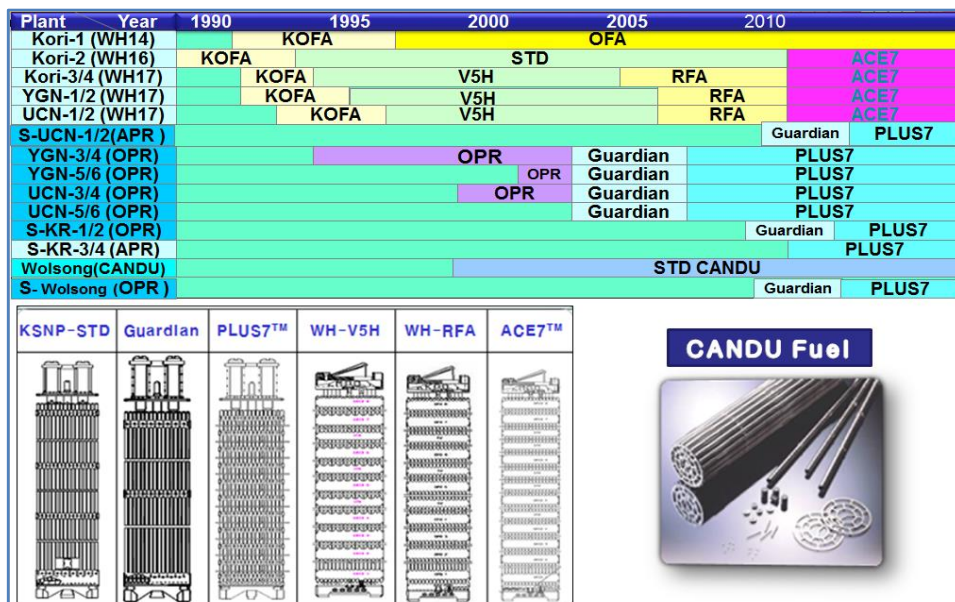 Plant Year 1990 1995 2000 2005 2010
Kori-1 (WH14) KOFA OFA
Kori-2 (WH16) KOFA STD ACE7
Kori-3/4 (WH17) KOFA V5H RFA ACE7
YGN-1/2 (WH17) KOFA V5H RFA ACE7
UCN-1/2 (WH17) KOFA V5H RFA ACE7
S-UCN-1/2(APR ) Guardian PLUS7
YGN-3/4 (OPR) OPR Guardian PLUS7
YGN-5/6 (OPR) OPR Guardian PLUS7
UCN-3/4 (OPR) OPR Guardian PLUS7
UCN-5/6 (OPR) Guardian PLUS7
S-KR-1/2 (OPR) Guardian PLUS7
S-KR-3/4 (APR) PLUS7
Wolsong(CANDU) STD CANDU
S- Wolsong (OPR) Guardian PLUS7
KSNP-STD Guardian PLUS7™ WH-V5H WH-RFA ACE7™
CANDU Fuel